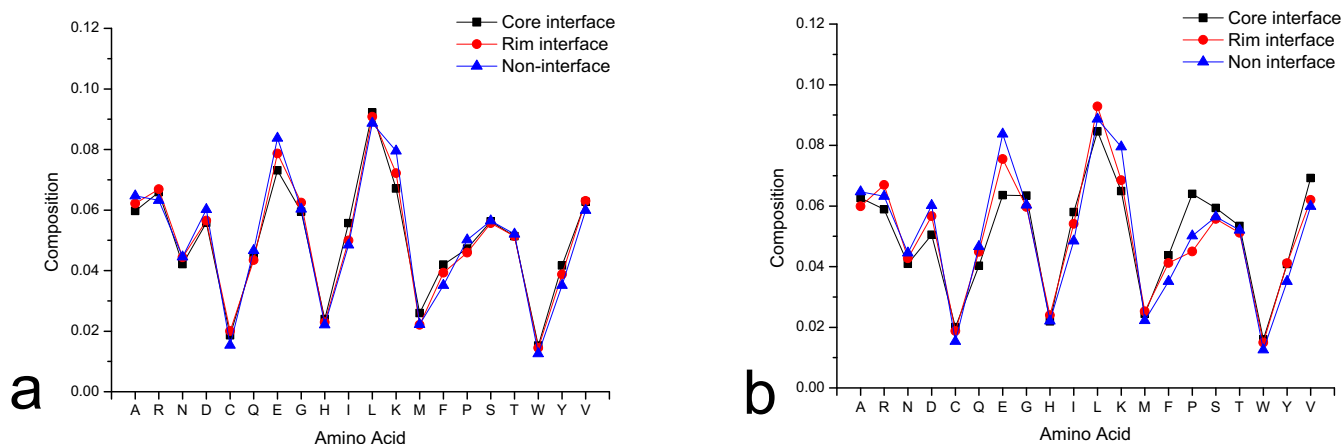 Core interface
Rim interface
Non-interface
0.12
0.10
0.08
0.06
0.04
0.02
0.00
Composition
A R N D C Q E G H I L K M F P S T W Y V
Amino Acid
a
Core interface
Rim interface
Non interface
0.12
0.10
0.08
0.06
0.04
0.02
0.00
Composition
A R N D C Q E G H I L K M F P S T W Y V
Amino Acid
b